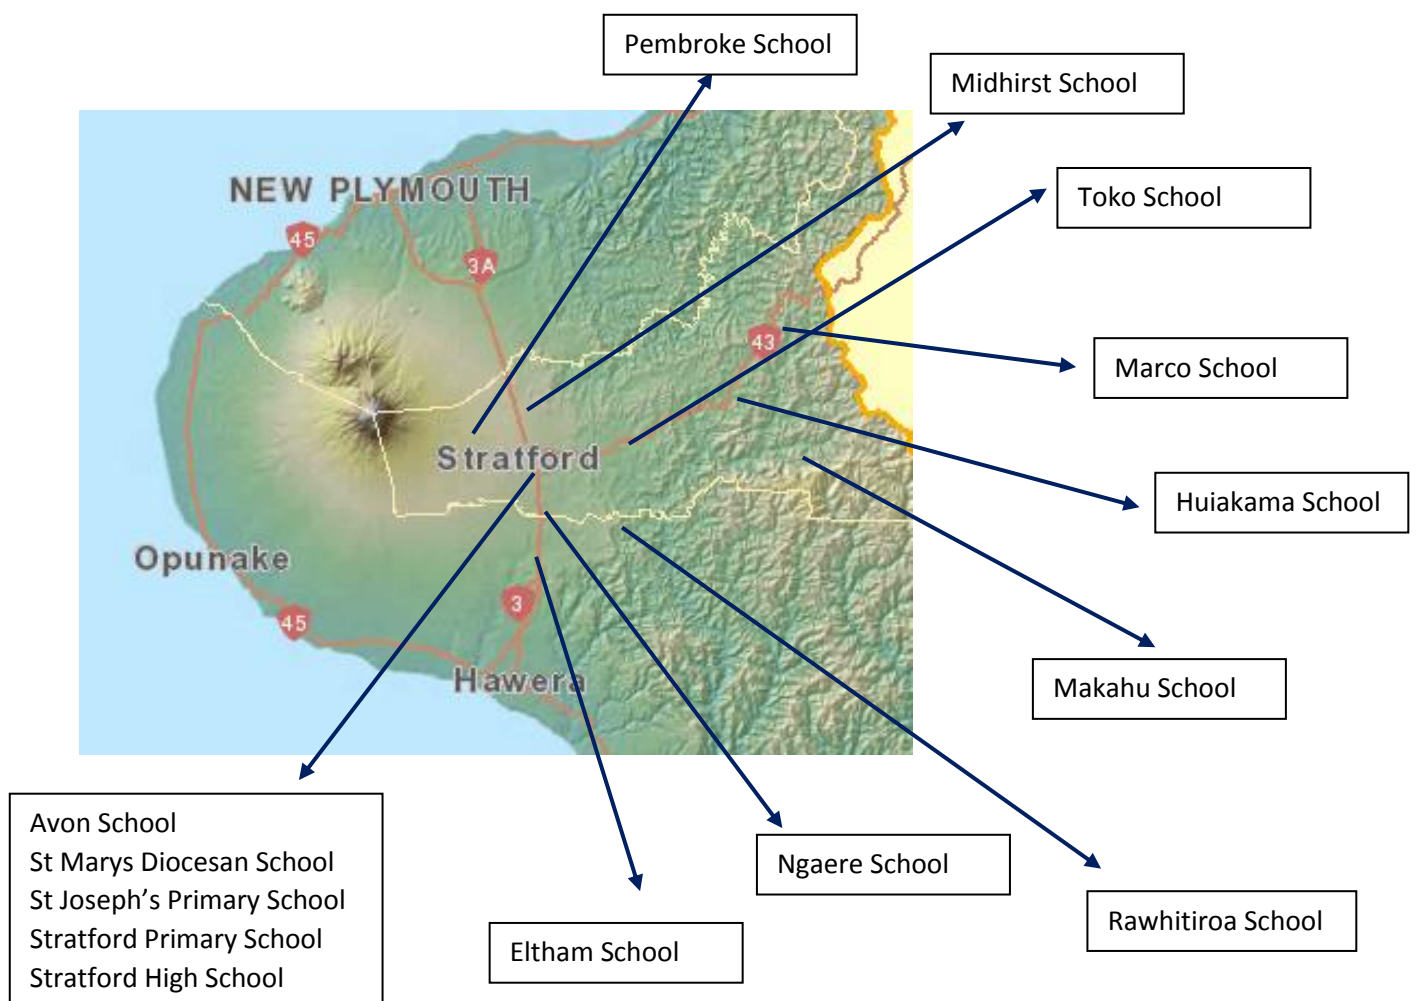 Pembroke School
Midhirst School
NEW PLYMOUTH
Toko School
45
3A
43
Marco School
Stratford
Huiakama School
Opunake
3
45
Hawera
Makahu School
Avon School
St Marys Diocesan School
St Joseph’s Primary School
Stratford Primary School
Stratford High School
Ngaere School
Eltham School
Rawhitiroa School